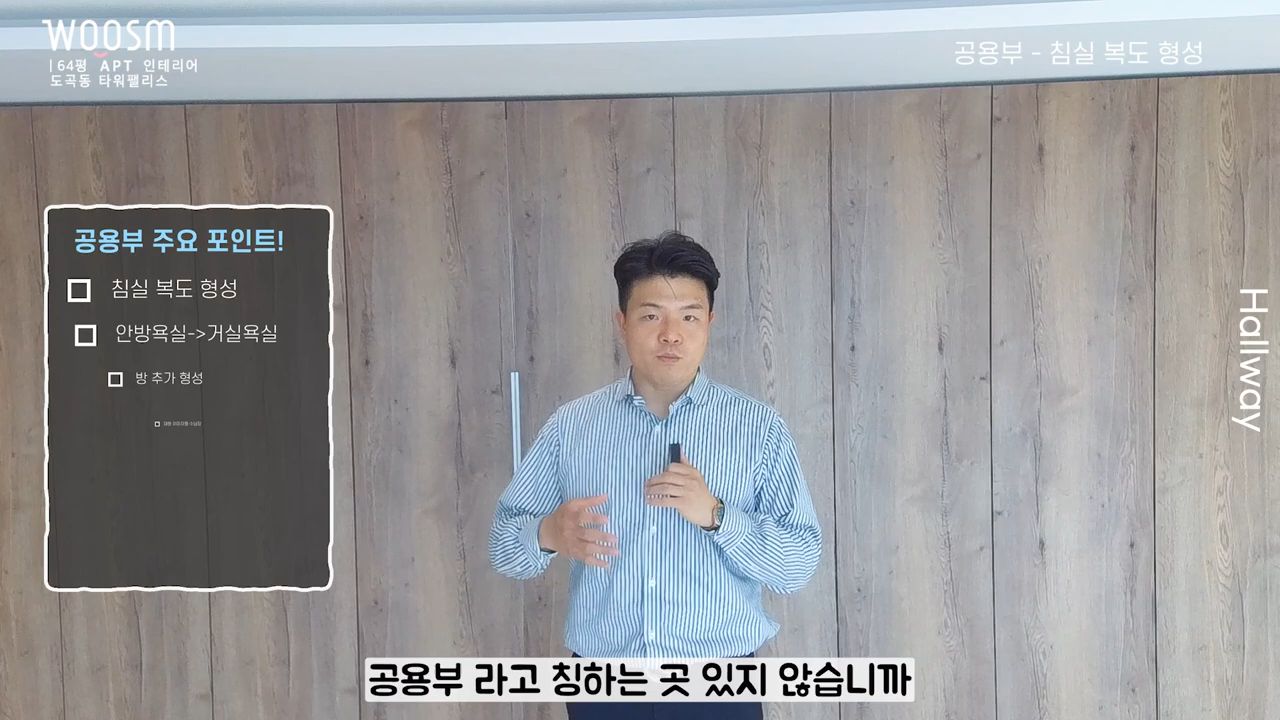 WOOSM
|64평 APT 인테리어
도곡동 타워팰리스
공용부 - 침실 복도 형성
공용부 주요 포인트!
침실 복도 형성
안방욕실->거실욕실
방 추가 형성
Hallway
공용부 라고 칭하는 곳 있지 않습니까